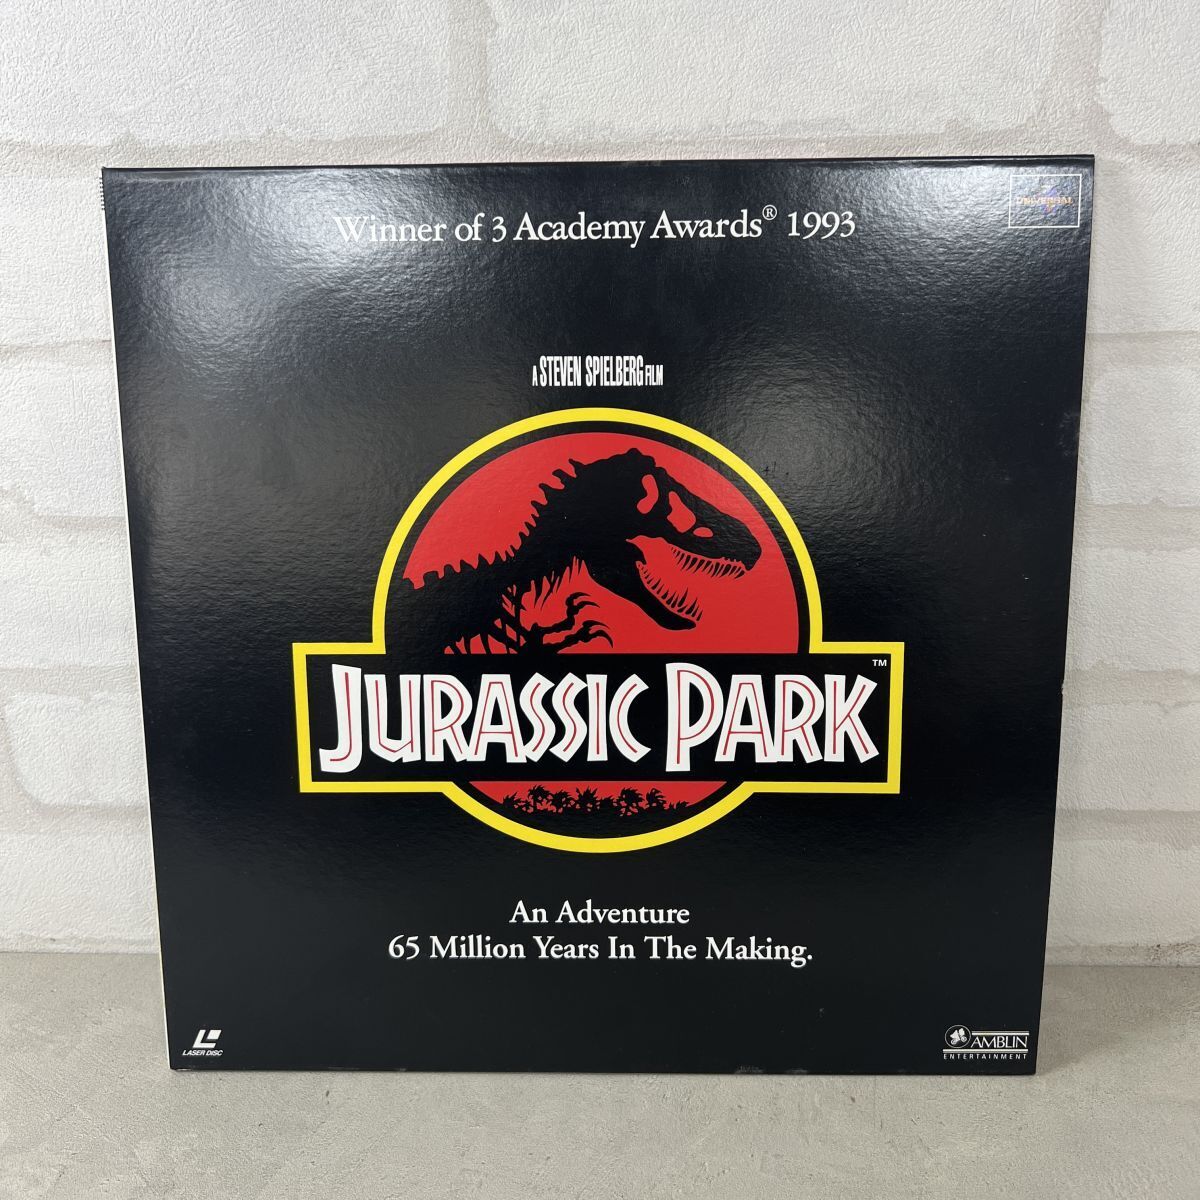 Winner of 3 Academy Awards® 1993
UNIVERSAL
A STEVEN SPIELBERG FILM
JURASSIC PARK™
An Adventure
65 Million Years In The Making.
LASER DISC
AMBLIN
ENTERTAINMENT